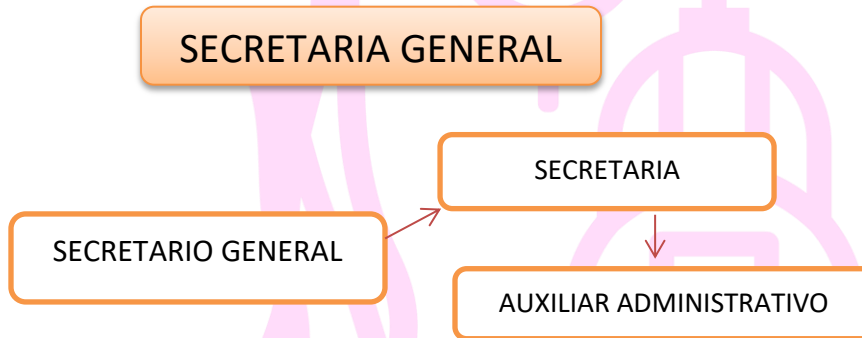 SECRETARIA GENERAL
SECRETARIA
SECRETARIO GENERAL
AUXILIAR ADMINISTRATIVO